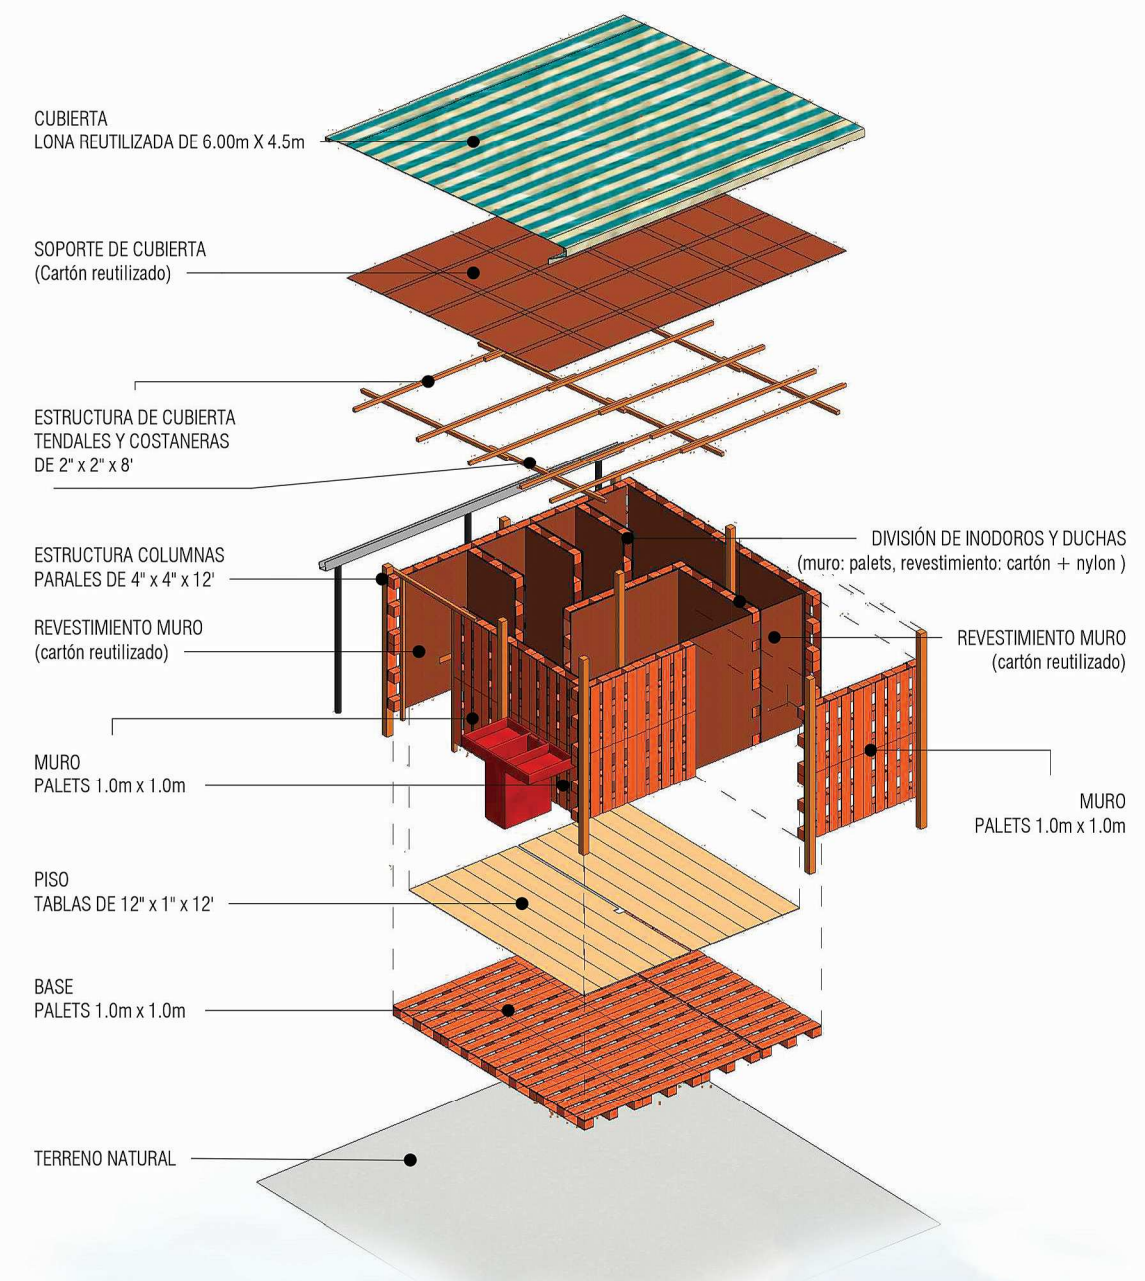 CUBIERTA
LONA REUTILIZADA DE 6.00m X 4.5m
SOPORTE DE CUBIERTA
(Cartón reutilizado)
ESTRUCTURA DE CUBIERTA
TENDALES Y COSTANERAS
DE 2" x 2" x 8'
ESTRUCTURA COLUMNAS
PARALES DE 4" x 4" x 12'
REVESTIMIENTO MURO
(cartón reutilizado)
MURO
PALETS 1.0m x 1.0m
PISO
TABLAS DE 12" x 1" x 12'
BASE
PALETS 1.0m x 1.0m
TERRENO NATURAL
DIVISIÓN DE INODOROS Y DUCHAS
(muro: palets, revestimiento: cartón + nylon )
REVESTIMIENTO MURO
(cartón reutilizado)
MURO
PALETS 1.0m x 1.0m